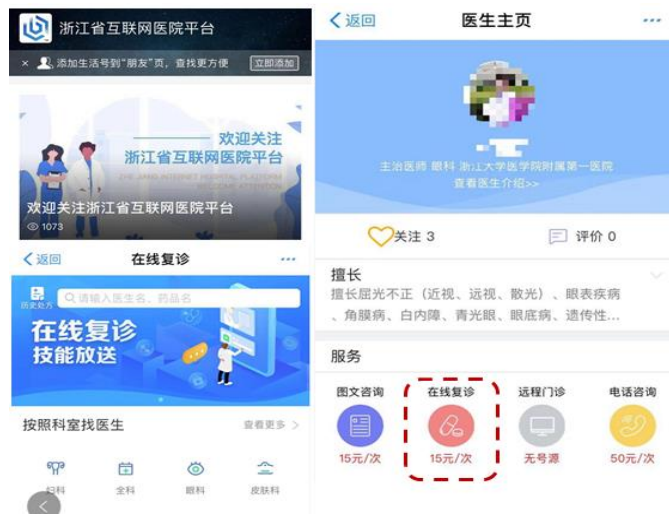 浙江省互联网医院平台
× 添加生活号到“朋友”页，查找更方便 立即添加
欢迎关注
浙江省互联网医院平台
ZHE JIANG INTERNET HOSPITAL PLATFORM
WELCOME ATTENTION
欢迎关注浙江省互联网医院平台
1073
返回 在线复诊 ...
历史处方 请输入医生名、药品名
在线复诊
技能放送
按照科室找医生 查看更多 >
妇科 全科 眼科 皮肤科
返回 医生主页 ...
主治医师 眼科 浙江大学医学院附属第一医院
查看医生介绍>>
关注 3 评价 0
擅长
擅长屈光不正（近视、远视、散光）、眼表疾病
、角膜病、白内障、青光眼、眼底病、遗传性...
服务
图文咨询 在线复诊 远程门诊 电话咨询
15元/次 15元/次 无号源 50元/次